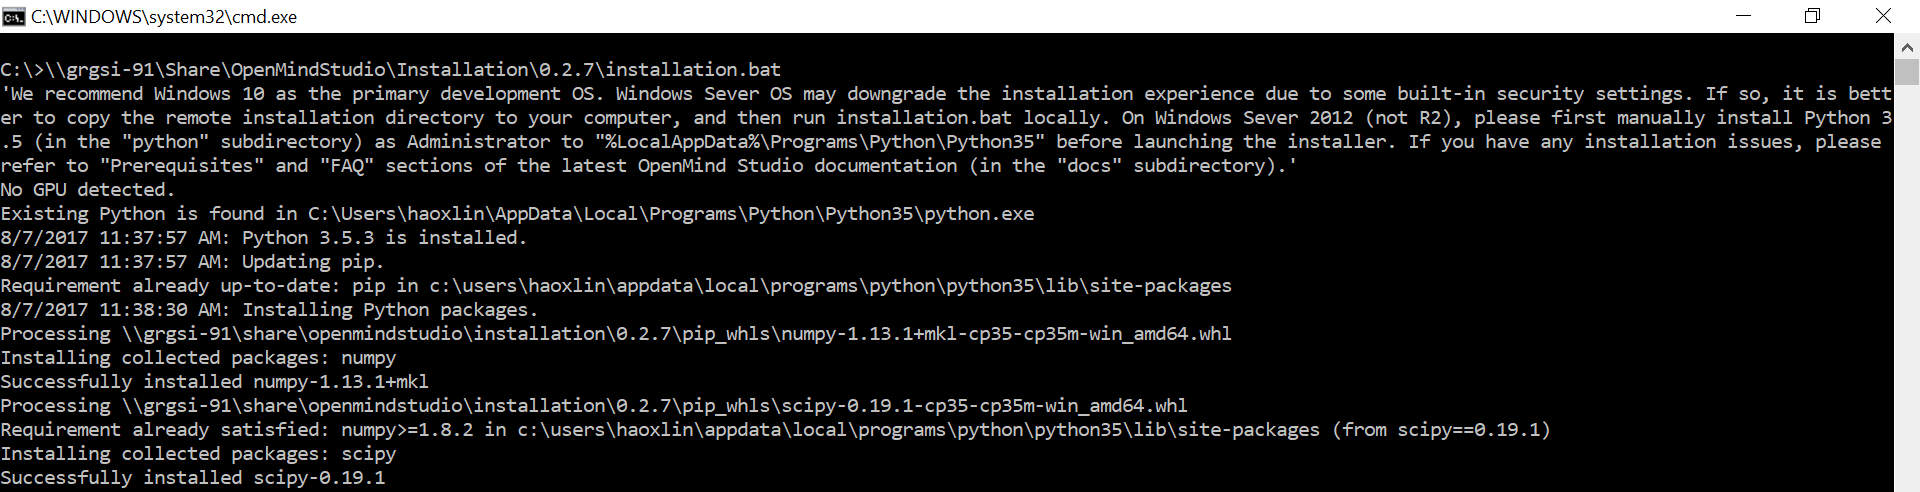 C:\WINDOWS\system32\cmd.exe
C:\>\\grgsi-91\Share\OpenMindStudio\Installation\0.2.7\installation.bat
'We recommend Windows 10 as the primary development OS. Windows Sever OS may downgrade the installation experience due to some built-in security settings. If so, it is bett
er to copy the remote installation directory to your computer, and then run installation.bat locally. On Windows Sever 2012 (not R2), please first manually install Python 3
.5 (in the "python" subdirectory) as Administrator to "%LocalAppData%\Programs\Python\Python35" before launching the installer. If you have any installation issues, please
refer to "Prerequisites" and "FAQ" sections of the latest OpenMind Studio documentation (in the "docs" subdirectory).'
No GPU detected.
Existing Python is found in C:\Users\haoxlin\AppData\Local\Programs\Python\Python35\python.exe
8/7/2017 11:37:57 AM: Python 3.5.3 is installed.
8/7/2017 11:37:57 AM: Updating pip.
Requirement already up-to-date: pip in c:\users\haoxlin\appdata\local\programs\python\python35\lib\site-packages
8/7/2017 11:38:30 AM: Installing Python packages.
Processing \\grgsi-91\share\openmindstudio\installation\0.2.7\pip_whls\numpy-1.13.1+mkl-cp35-cp35m-win_amd64.whl
Installing collected packages: numpy
Successfully installed numpy-1.13.1+mkl
Processing \\grgsi-91\share\openmindstudio\installation\0.2.7\pip_whls\scipy-0.19.1-cp35-cp35m-win_amd64.whl
Requirement already satisfied: numpy>=1.8.2 in c:\users\haoxlin\appdata\local\programs\python\python35\lib\site-packages (from scipy==0.19.1)
Installing collected packages: scipy
Successfully installed scipy-0.19.1